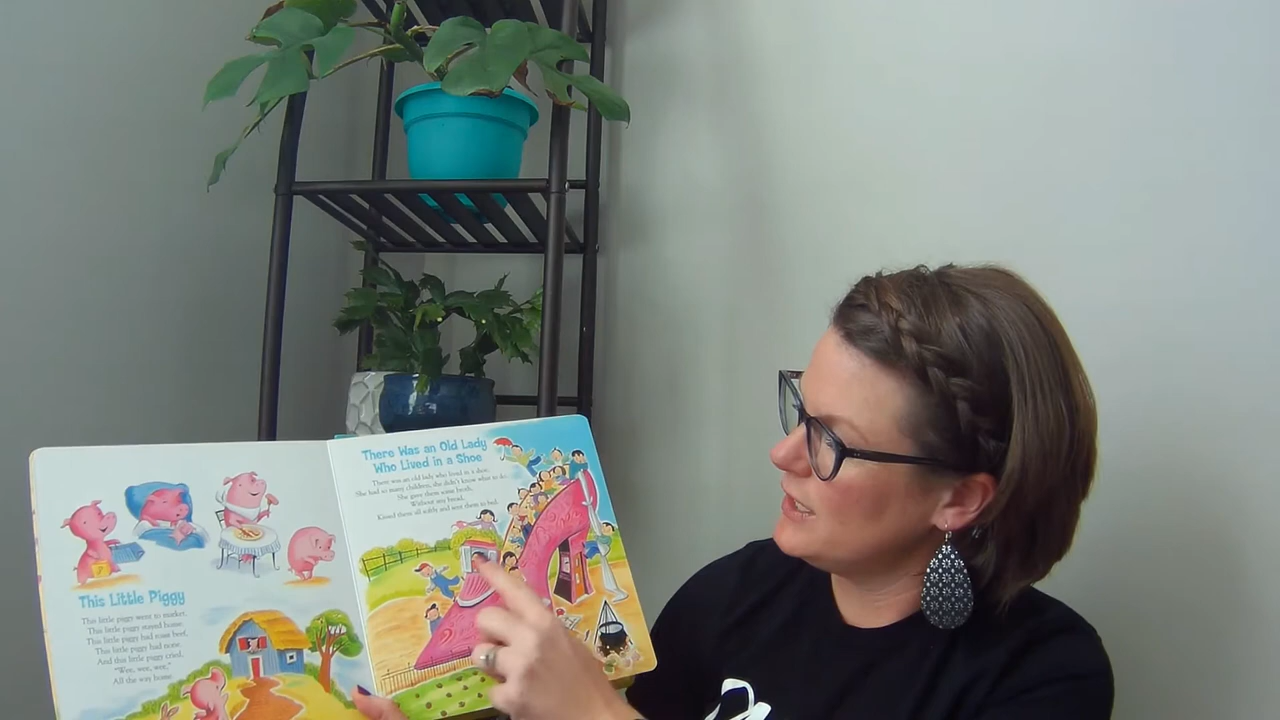 This Little Piggy
This little piggy went to market.
This little piggy stayed home.
This little piggy had roast beef,
This little piggy had none.
And this little piggy cried,
"Wee, wee, wee,"
All the way home.
There Was an Old Lady
Who Lived in a Shoe
There was an old lady who lived in a shoe.
She had so many children, she didn't know what to do.
She gave them some broth,
Without any bread,
Kissed them all softly and sent them to bed.